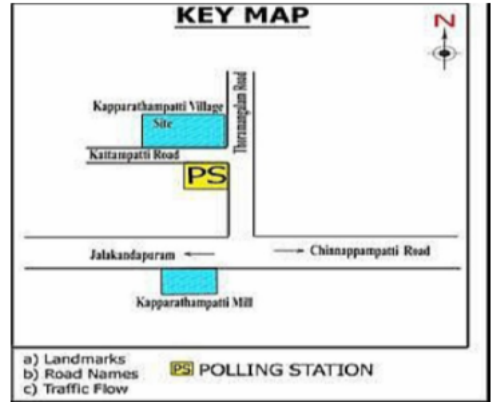 KEY MAP
N
Kapparathampatti Village
Site
Tharamangalam Road
Kattampatti Road
PS
Jalakandapuram
Chinnappampatti Road
Kapparathampatti Mill
a) Landmarks
b) Road Names
c) Traffic Flow
PS POLLING STATION